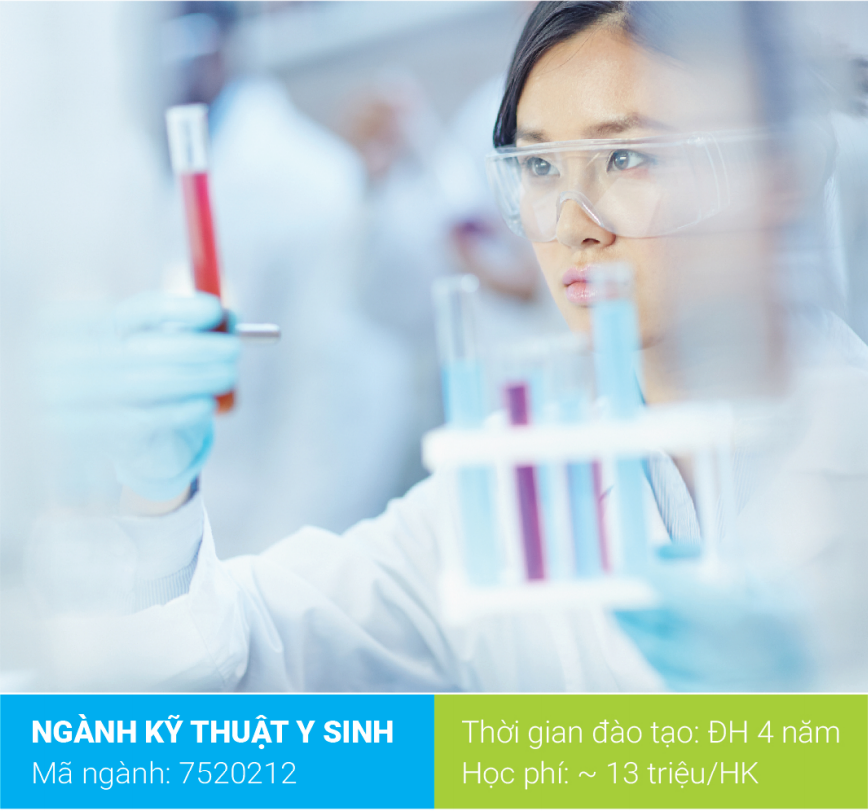 NGÀNH KỸ THUẬT Y SINH
Mã ngành: 7520212
Thời gian đào tạo: ĐH 4 năm
Học phí: ~ 13 triệu/HK